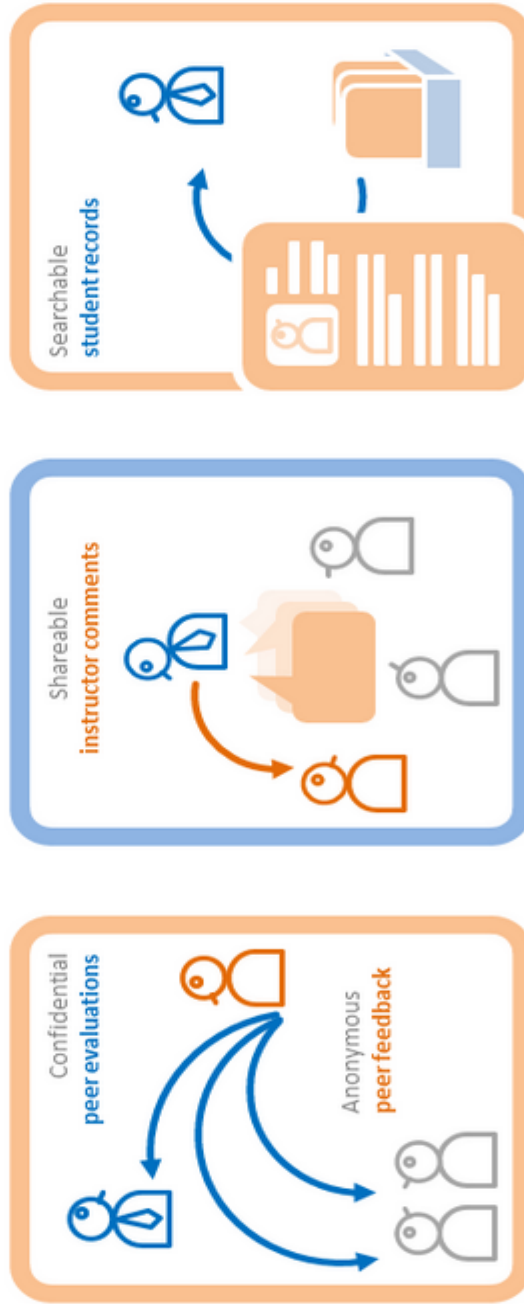 Confidential
peer evaluations
Anonymous
peer feedback
Shareable
instructor comments
Searchable
student records